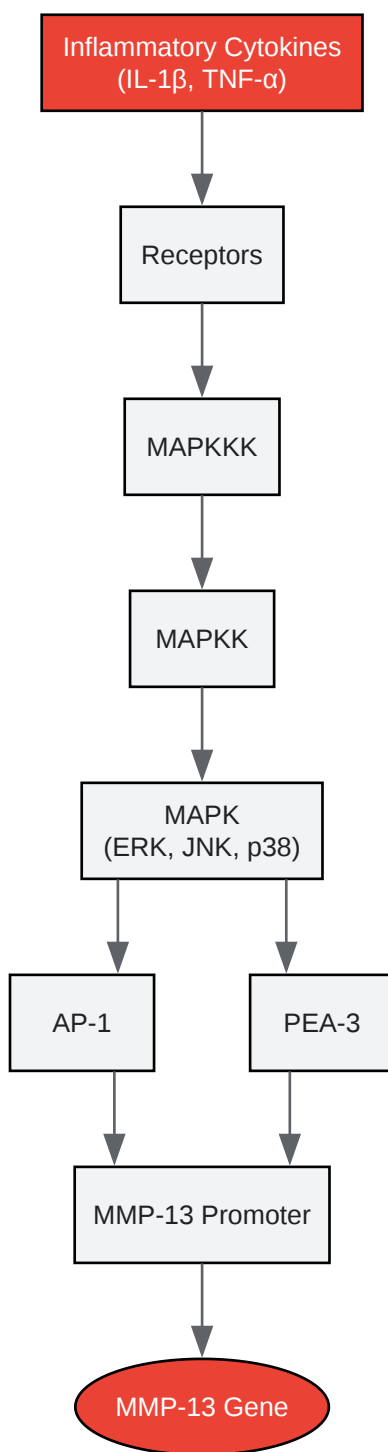 Inflammatory Cytokines
(IL-1β, TNF-α)
Receptors
MAPKKK
MAPKK
MAPK
(ERK, JNK, p38)
AP-1
PEA-3
MMP-13 Promoter
MMP-13 Gene